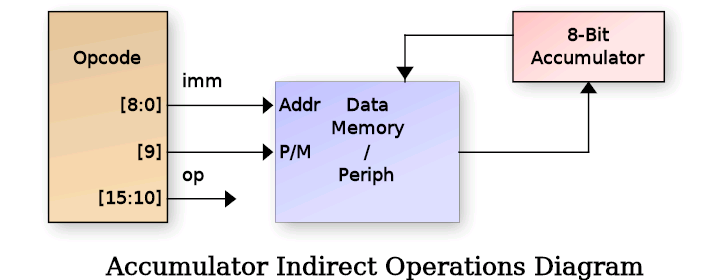 Opcode
[8:0]
[9]
[15:10]
imm
op
Addr
P/M
Data
Memory
/
Periph
8-Bit
Accumulator
Accumulator Indirect Operations Diagram